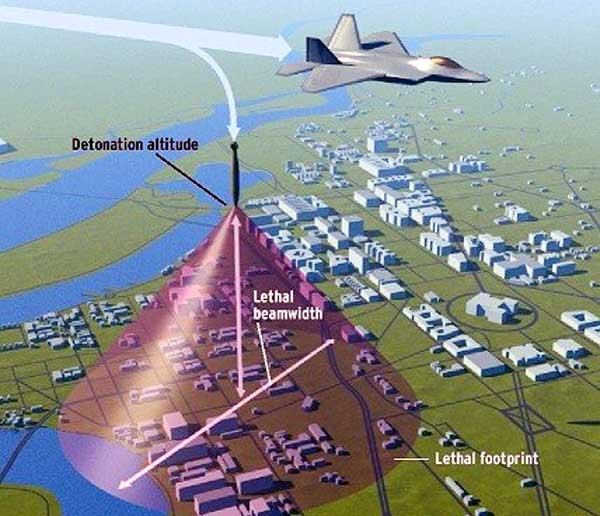 Detonation altitude
Lethal
beamwidth
Lethal footprint